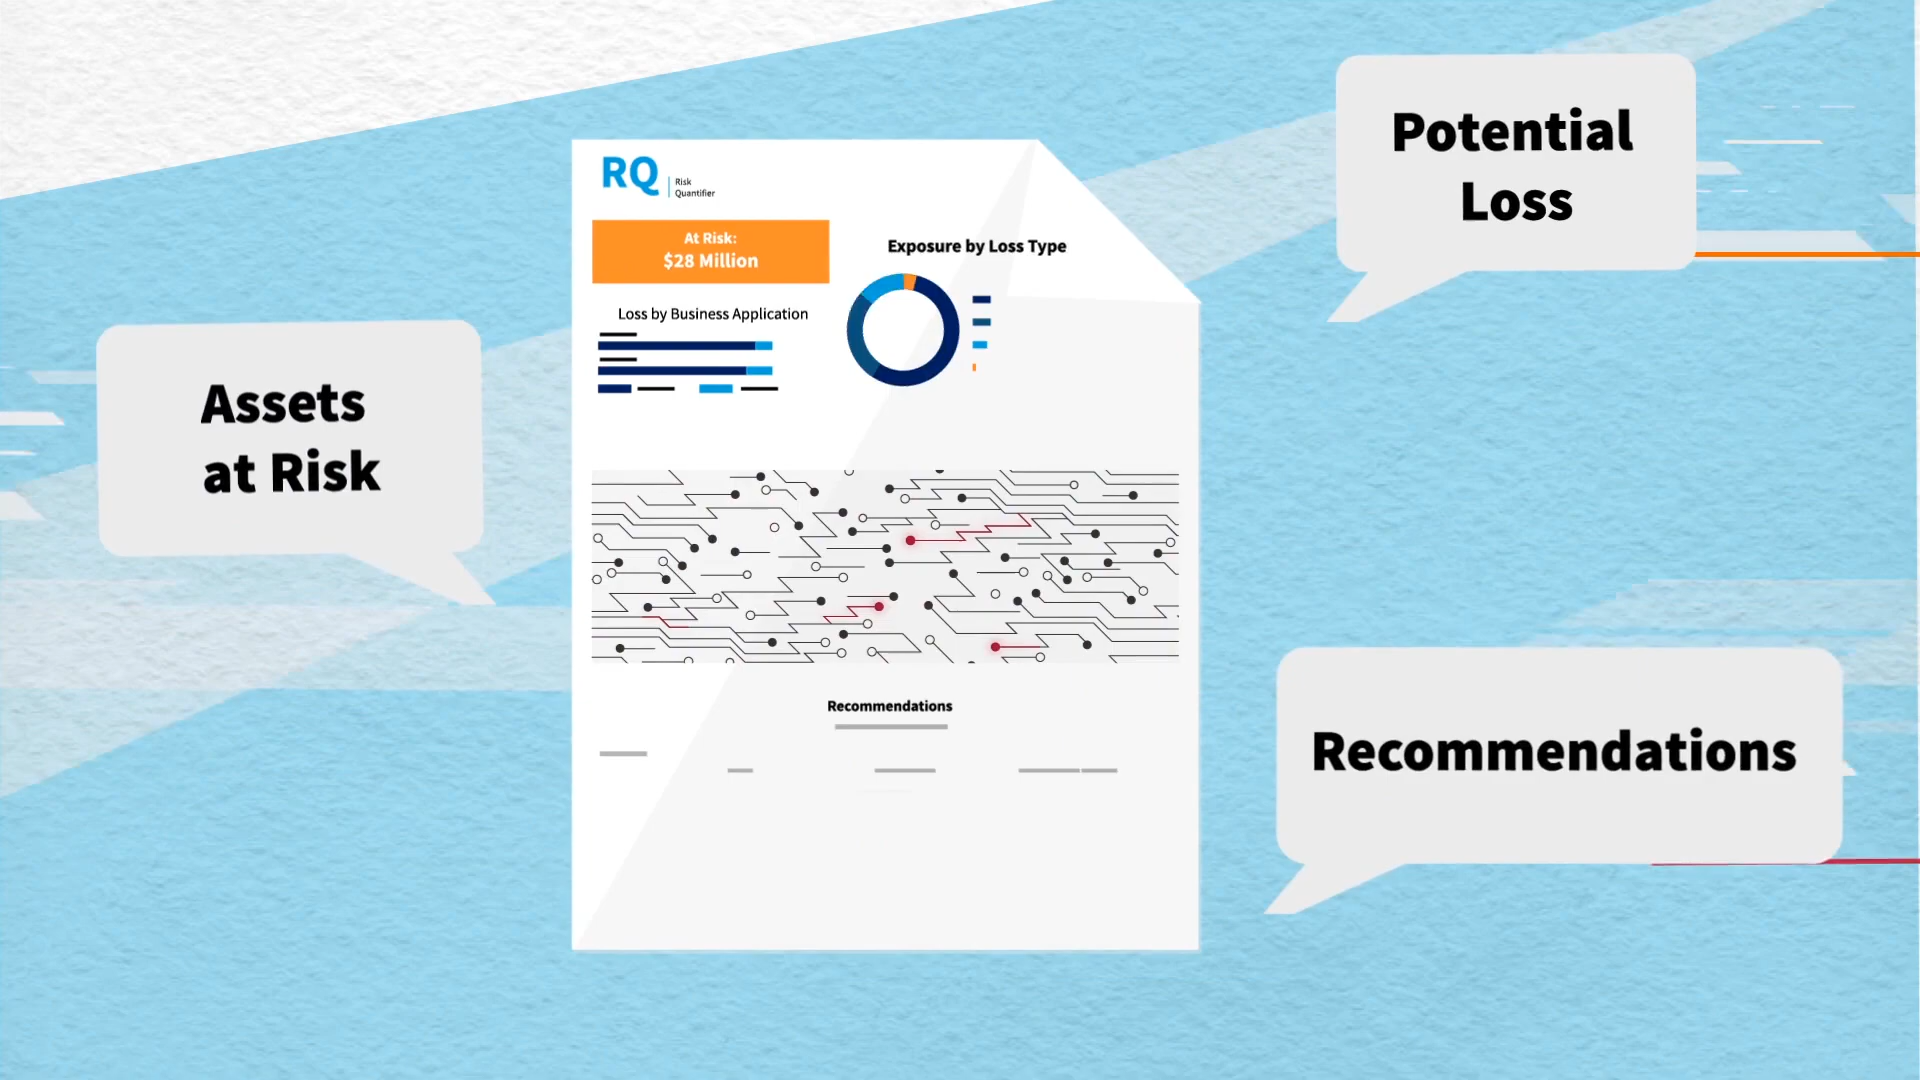 RQ
Risk
Quantifier
At Risk:
$28 Million
Exposure by Loss Type
Loss by Business Application
Recommendations
Assets
at Risk
Potential
Loss
Recommendations